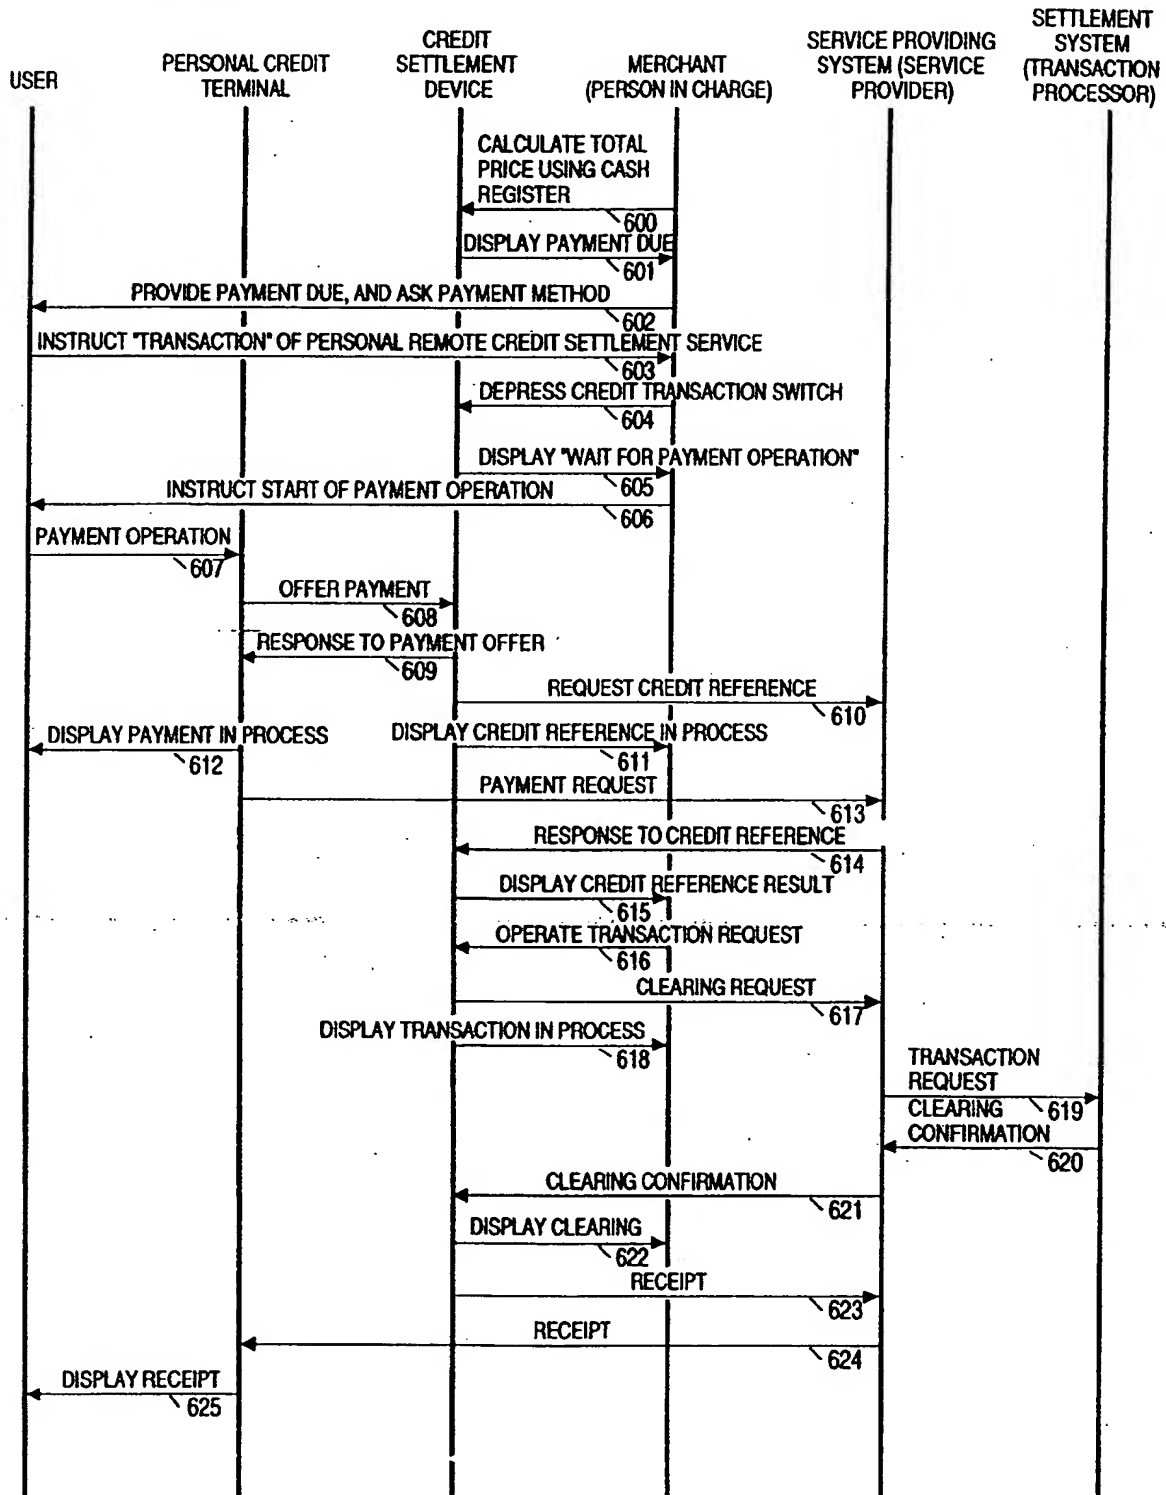 USER
PERSONAL CREDIT
TERMINAL
CREDIT
SETTLEMENT
DEVICE
MERCHANT
(PERSON IN CHARGE)
SERVICE PROVIDING
SYSTEM (SERVICE
PROVIDER)
SETTLEMENT
SYSTEM
(TRANSACTION
PROCESSOR)
CALCULATE TOTAL
PRICE USING CASH
REGISTER
600
DISPLAY PAYMENT DUE
601
PROVIDE PAYMENT DUE, AND ASK PAYMENT METHOD
602
INSTRUCT "TRANSACTION" OF PERSONAL REMOTE CREDIT SETTLEMENT SERVICE
603
DEPRESS CREDIT TRANSACTION SWITCH
604
DISPLAY "WAIT FOR PAYMENT OPERATION"
605
INSTRUCT START OF PAYMENT OPERATION
606
PAYMENT OPERATION
607
OFFER PAYMENT
608
RESPONSE TO PAYMENT OFFER
609
REQUEST CREDIT REFERENCE
610
DISPLAY PAYMENT IN PROCESS
612
DISPLAY CREDIT REFERENCE IN PROCESS
611
PAYMENT REQUEST
613
RESPONSE TO CREDIT REFERENCE
614
DISPLAY CREDIT REFERENCE RESULT
615
OPERATE TRANSACTION REQUEST
616
CLEARING REQUEST
617
DISPLAY TRANSACTION IN PROCESS
618
TRANSACTION
REQUEST
619
CLEARING
CONFIRMATION
620
CLEARING CONFIRMATION
621
DISPLAY CLEARING
622
RECEIPT
623
RECEIPT
624
DISPLAY RECEIPT
625